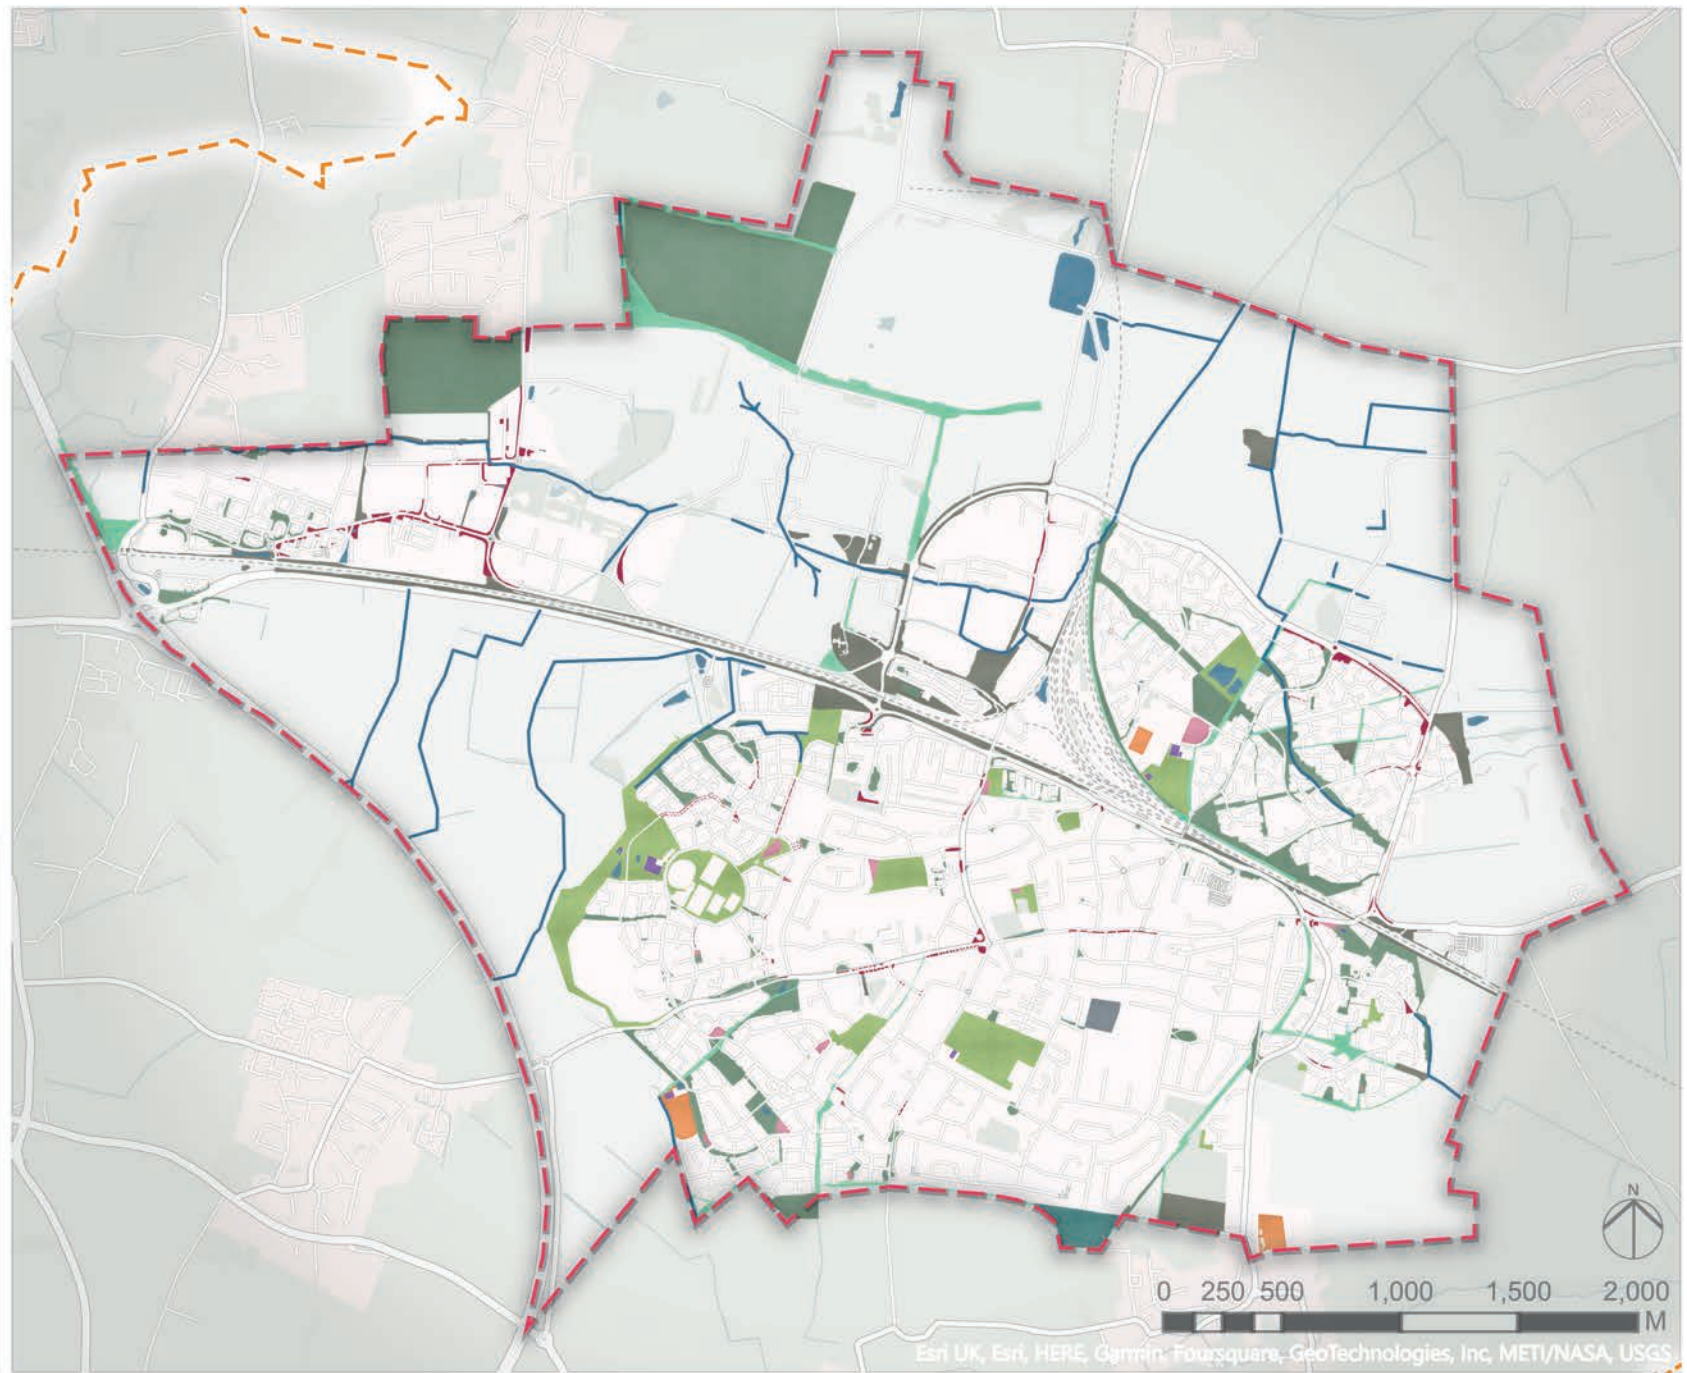 N
0 250 500 1,000 1,500 2,000
M
Esri UK, Esri, HERE, Garmin, Foursquare, GeoTechnologies, Inc, METI/NASA, USGS